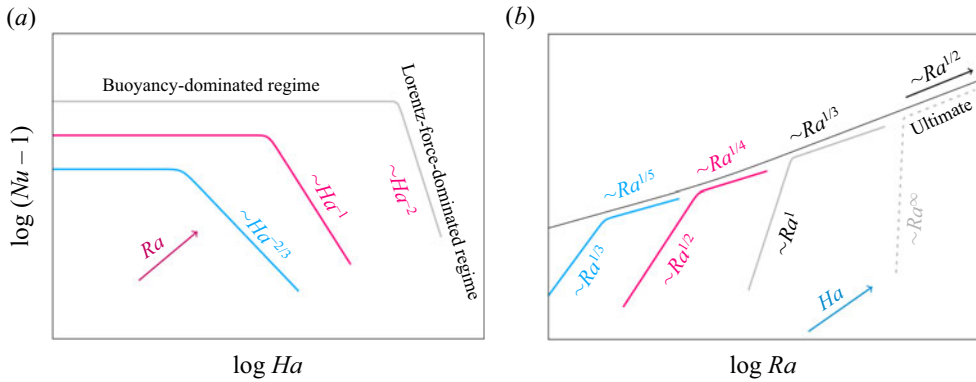 (a)
Buoyancy-dominated regime
Lorentz-force-dominated regime
~Ha^-2/3
~Ha^-1
~Ha^-2
Ra
log (Nu – 1)
log Ha
(b)
~Ra^1/2
Ultimate
~Ra^1/3
~Ra^1/4
~Ra^1/5
~Ra^1/3
~Ra^1/2
~Ra^1
~Ra^∞
Ha
log Ra